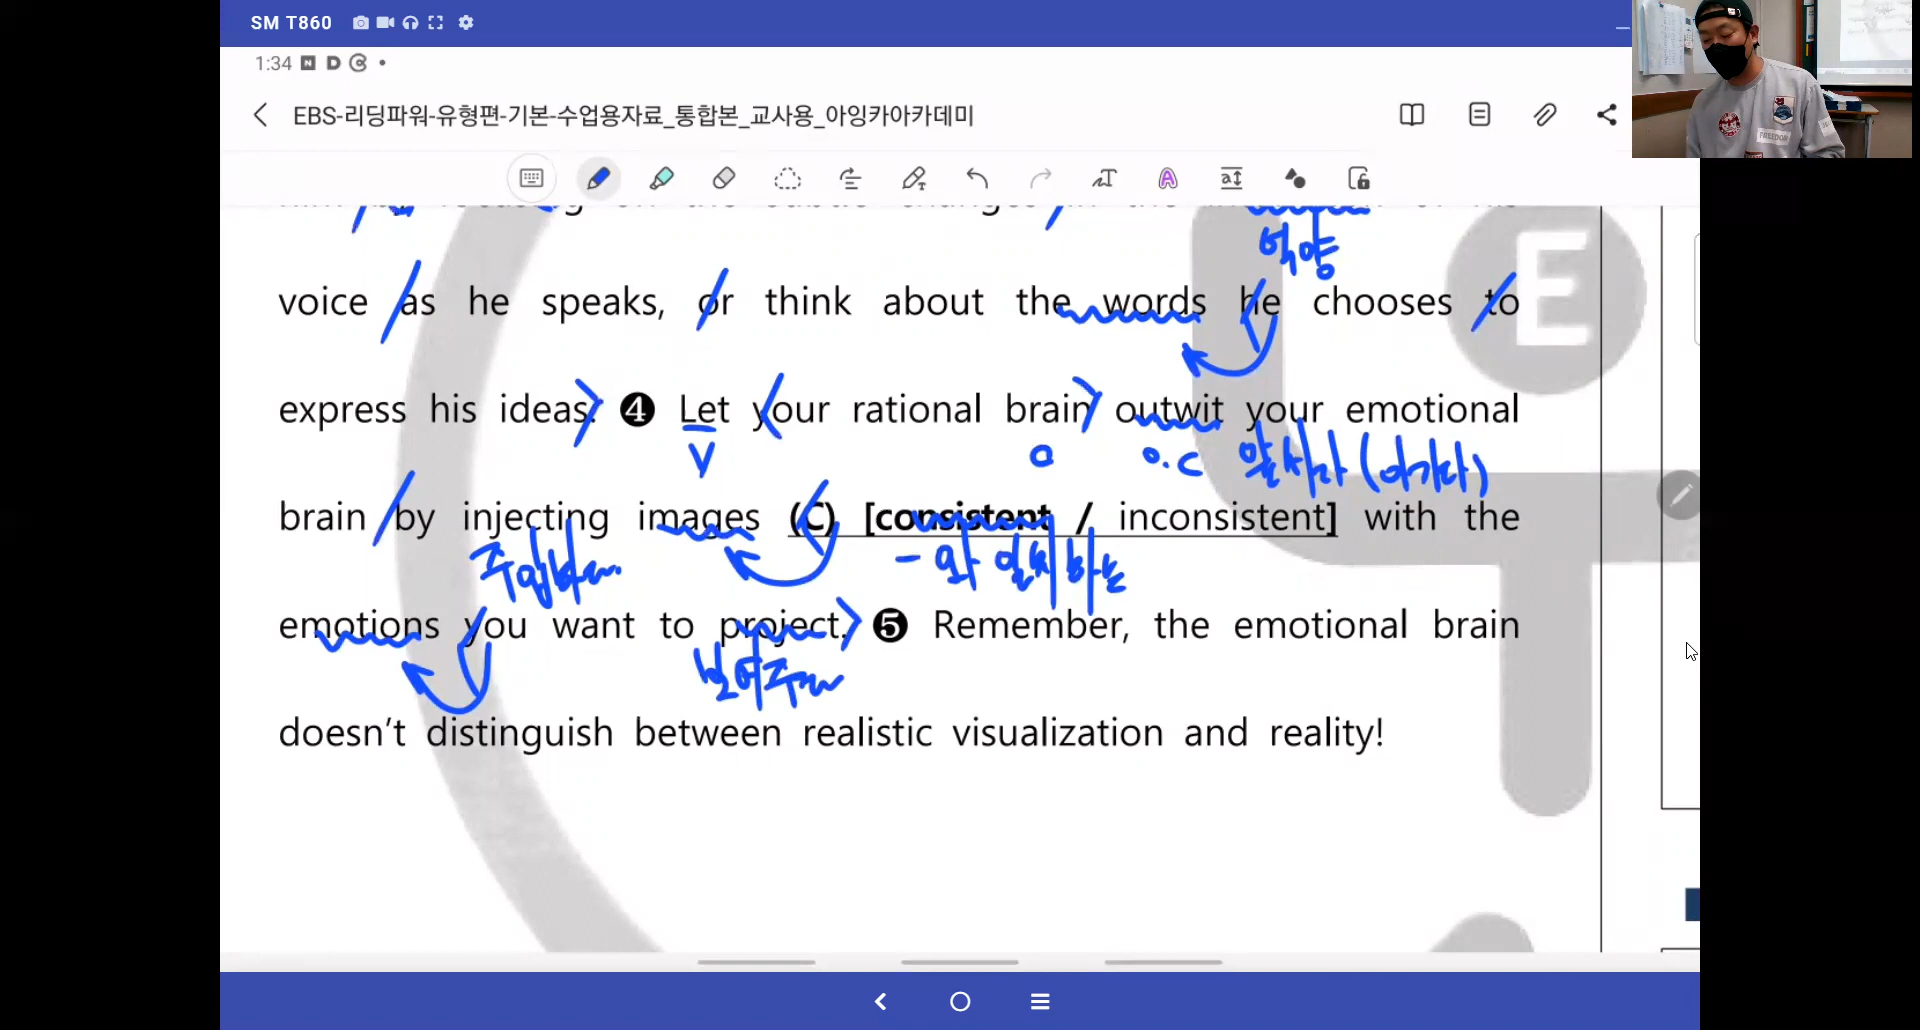 SM T860
1:34
EBS-리딩파워-유형편-기본-수업용자료_통합본_교사용_아잉카아카데미
억양
voice as he speaks, or think about the words he chooses to
express his ideas. ❹ Let your rational brain outwit your emotional
V O O.C 앞서다 (이기다)
brain by injecting images (C) [consistent / inconsistent] with the
주입하~ -와 일치하는
emotions you want to project. ❺ Remember, the emotional brain
보여주~
doesn't distinguish between realistic visualization and reality!
E
FREEDOM